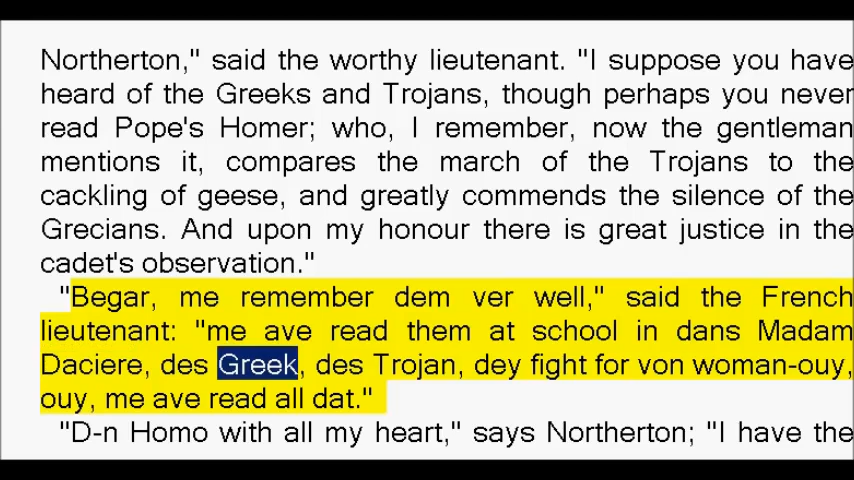 Northerton," said the worthy lieutenant. "I suppose you have
heard of the Greeks and Trojans, though perhaps you never
read Pope's Homer; who, I remember, now the gentleman
mentions it, compares the march of the Trojans to the
cackling of geese, and greatly commends the silence of the
Grecians. And upon my honour there is great justice in the
cadet's observation."
"Begar, me remember dem ver well," said the French
lieutenant: "me ave read them at school in dans Madam
Daciere, des Greek, des Trojan, dey fight for von woman-ouy,
ouy, me ave read all dat."
"D-n Homo with all my heart," says Northerton; "I have the